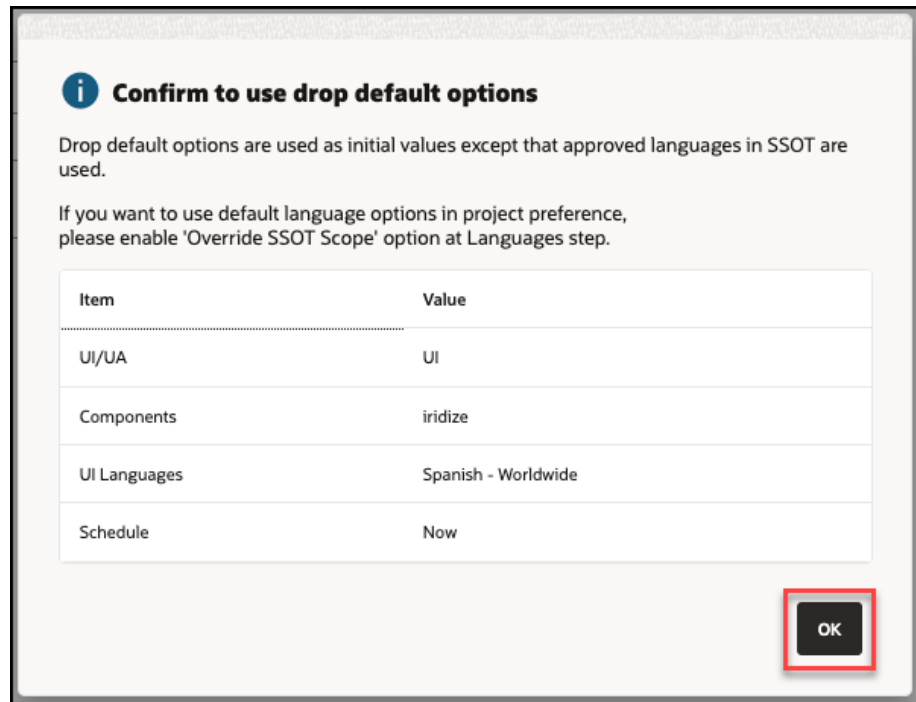 Confirm to use drop default options
Drop default options are used as initial values except that approved languages in SSOT are
used.
If you want to use default language options in project preference,
please enable 'Override SSOT Scope' option at Languages step.
Item Value
UI/UA UI
Components iridize
UI Languages Spanish - Worldwide
Schedule Now
OK